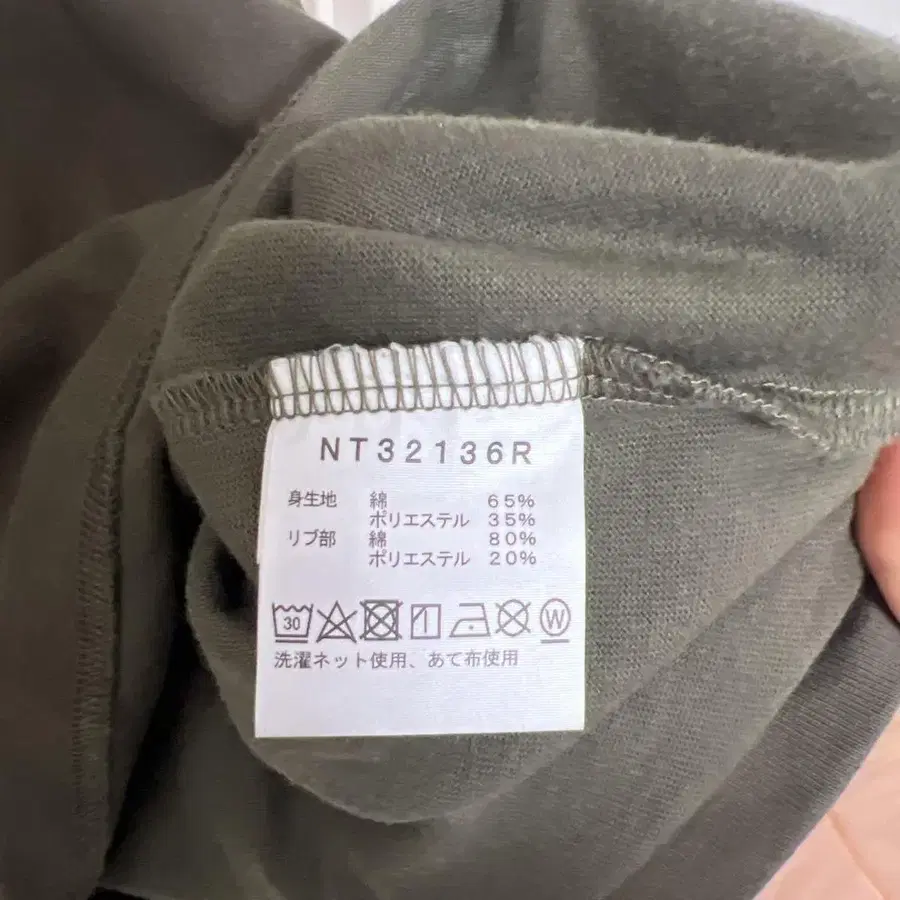 NT32136R
身生地 綿 65%
ポリエステル 35%
リブ部 綿 80%
ポリエステル 20%
30 W
洗濯ネット使用、あて布使用